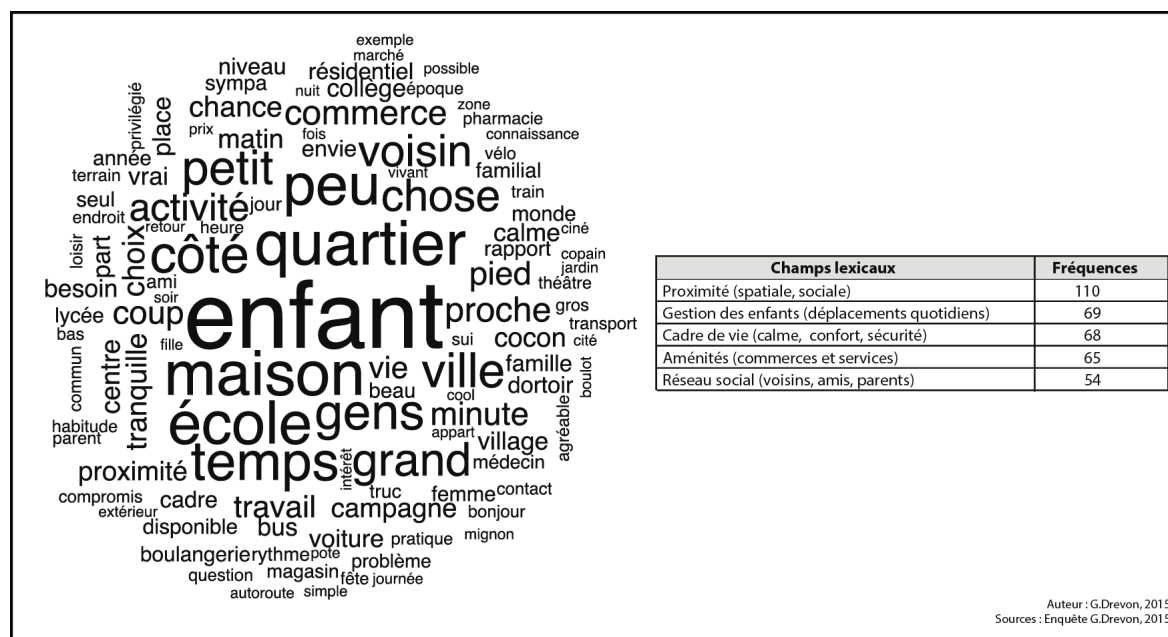 exemple
marché
niveau résidentiel possible
sympa nuit collège époque
privilégié place chance commerce zone
pharmacie
prix matin fois envie voisin connaissance
vélo
année petit peu vivant familial
terrain vrai chose train
seul activité jour monde
endroit retour heure calme ciné
loisir part choix côté quartier rapport copain
besoin ami pied jardin
théâtre
soir enfant proche gros
lycée coup transport
bas fille sui cocon cité
commun centre tranquille maison vie ville famille boulot
beau cool dortoir
habitude école gens minute agréable
parent appart village
proximité temps intérêt grand médecin
compromis cadre truc femme contact
extérieur travail campagne bonjour
disponible bus voiture pratique mignon
boulangerie rythme pote problème
question magasin fête journée
autoroute simple
Champs lexicaux Fréquences
Proximité (spatiale, sociale) 110
Gestion des enfants (déplacements quotidiens) 69
Cadre de vie (calme, confort, sécurité) 68
Aménités (commerces et services) 65
Réseau social (voisins, amis, parents) 54
Auteur : G.Drevon, 2015
Sources : Enquête G.Drevon, 2015